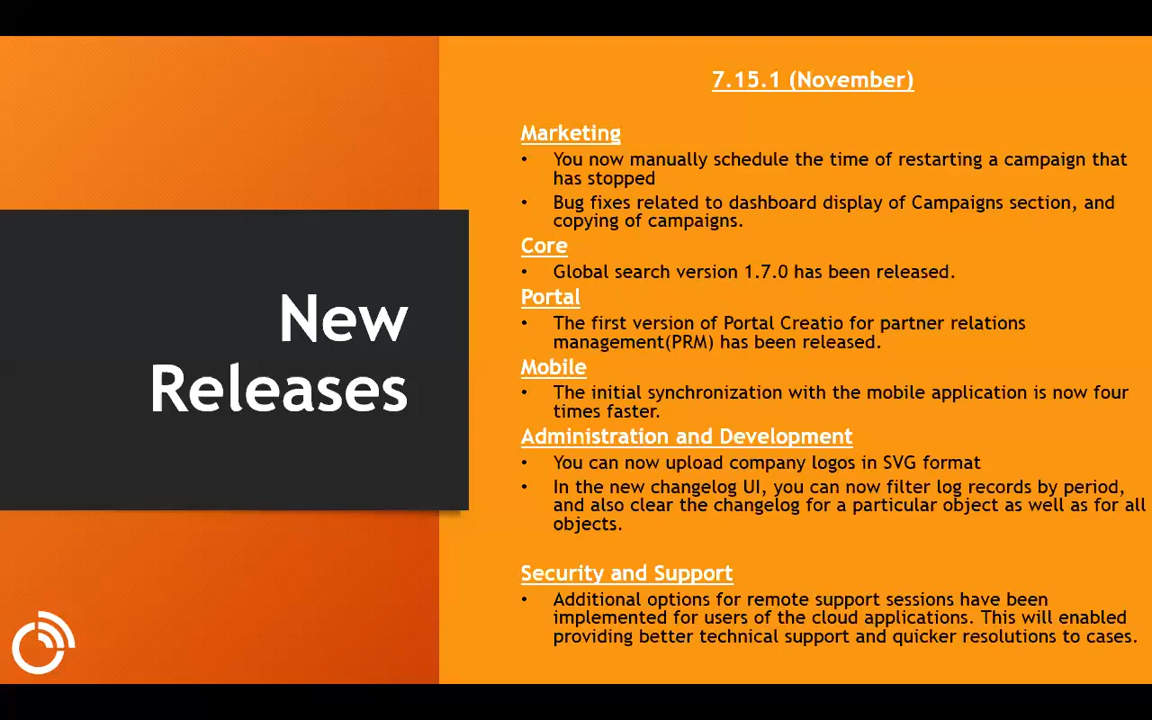 New
Releases
7.15.1 (November)
Marketing
• You now manually schedule the time of restarting a campaign that
has stopped
• Bug fixes related to dashboard display of Campaigns section, and
copying of campaigns.
Core
• Global search version 1.7.0 has been released.
Portal
• The first version of Portal Creatio for partner relations
management(PRM) has been released.
Mobile
• The initial synchronization with the mobile application is now four
times faster.
Administration and Development
• You can now upload company logos in SVG format
• In the new changelog UI, you can now filter log records by period,
and also clear the changelog for a particular object as well as for all
objects.
Security and Support
• Additional options for remote support sessions have been
implemented for users of the cloud applications. This will enabled
providing better technical support and quicker resolutions to cases.